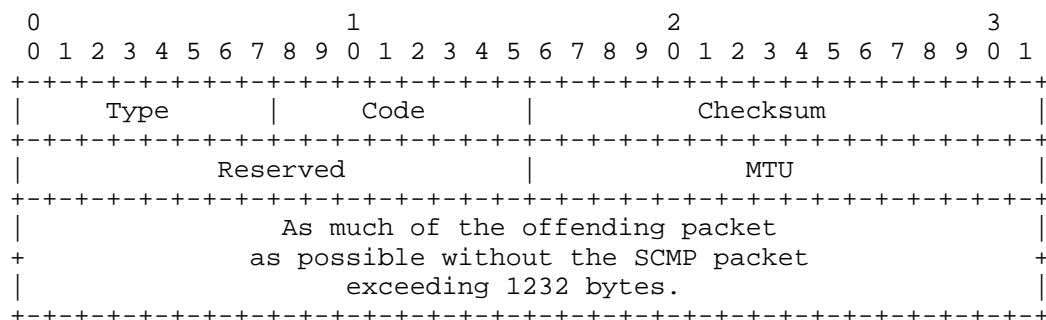 0                   1                   2                   3
 0 1 2 3 4 5 6 7 8 9 0 1 2 3 4 5 6 7 8 9 0 1 2 3 4 5 6 7 8 9 0 1
+-+-+-+-+-+-+-+-+-+-+-+-+-+-+-+-+-+-+-+-+-+-+-+-+-+-+-+-+-+-+-+-+
|     Type      |     Code      |          Checksum             |
+-+-+-+-+-+-+-+-+-+-+-+-+-+-+-+-+-+-+-+-+-+-+-+-+-+-+-+-+-+-+-+-+
|            Reserved           |             MTU               |
+-+-+-+-+-+-+-+-+-+-+-+-+-+-+-+-+-+-+-+-+-+-+-+-+-+-+-+-+-+-+-+-+
|                As much of the offending packet                |
+              as possible without the SCMP packet              +
|                    exceeding 1232 bytes.                      |
+-+-+-+-+-+-+-+-+-+-+-+-+-+-+-+-+-+-+-+-+-+-+-+-+-+-+-+-+-+-+-+-+